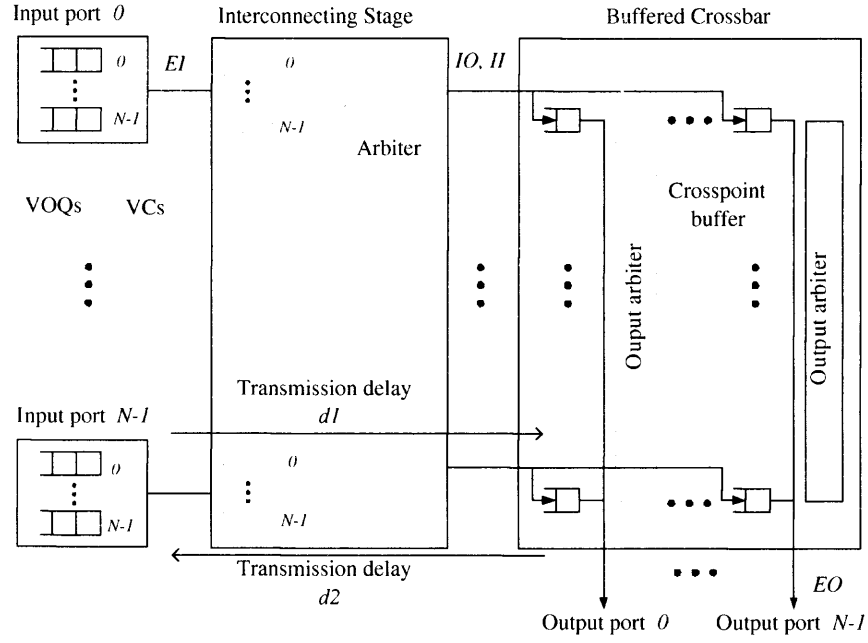 Input port 0
Interconnecting Stage
Buffered Crossbar
0
N-1
EI
0
N-1
Arbiter
IO, II
Crosspoint
buffer
VOQs
VCs
Ouput arbiter
Output arbiter
Transmission delay
d1
Input port N-1
0
N-1
0
N-1
Transmission delay
d2
EO
Output port 0
Output port N-1